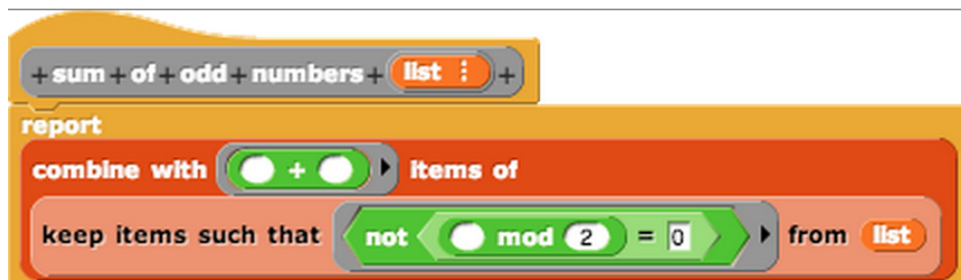 +sum+of+odd+numbers+ list ⋮ +
report
combine with + items of
keep items such that not mod 2 = 0 from list